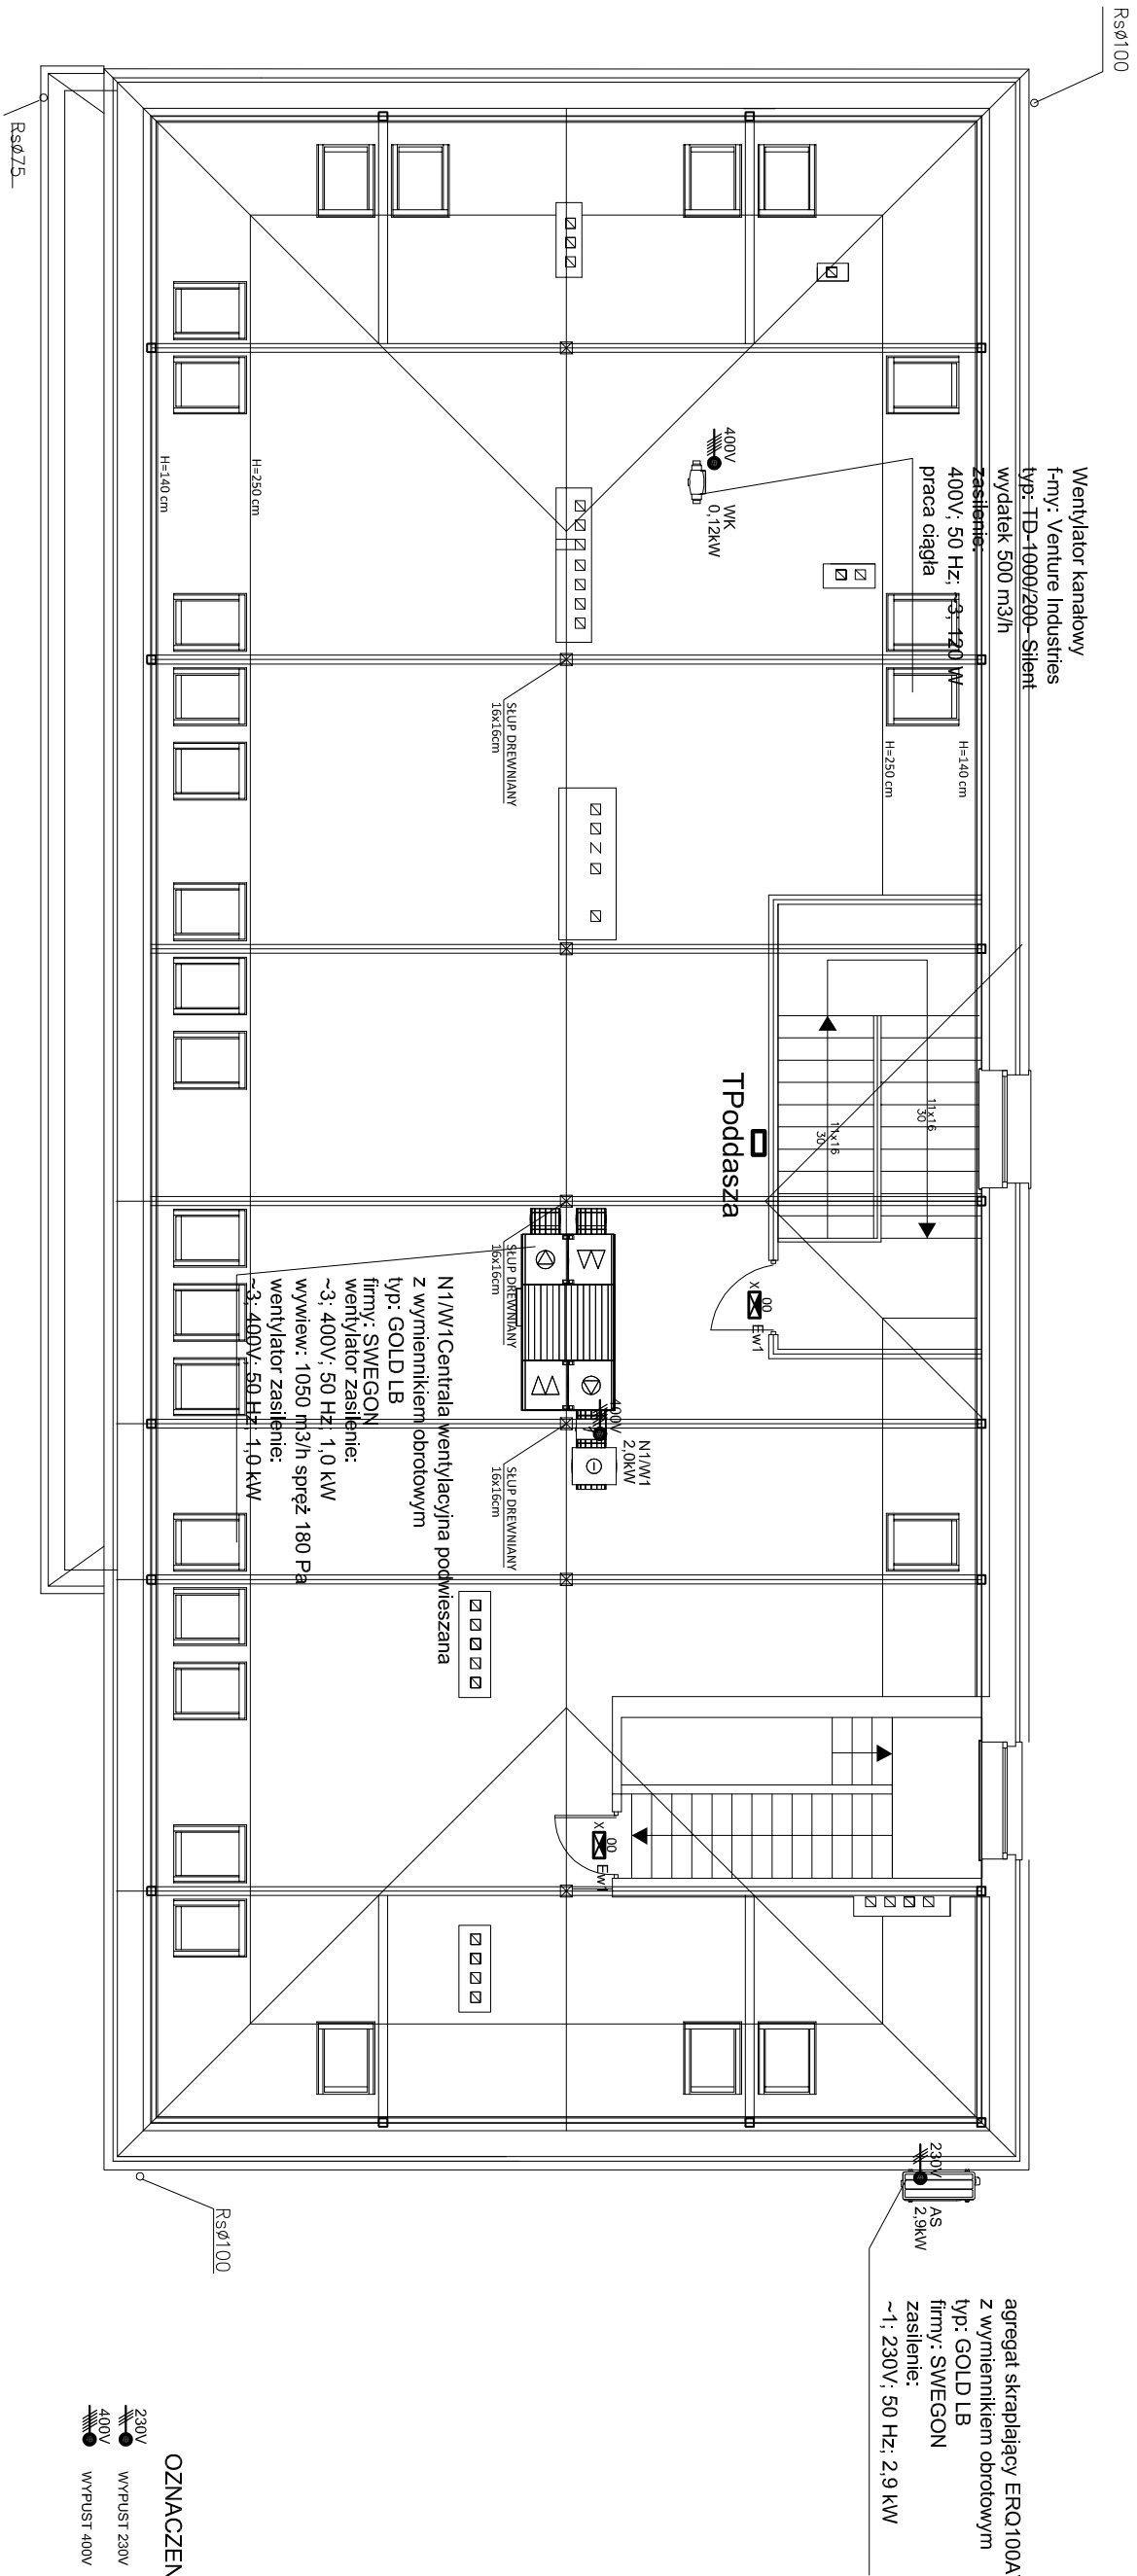 Rsø100
Rsø75
Wentylator kanałowy
f-my: Venture Industries
typ: TD-1000/200- Silent
wydatek 500 m3/h
zasilenie:
400V; 50 Hz; ~3; 120 W
praca ciągła
400V
WK
0,12kW
H=140 cm
H=250 cm
H=140 cm
H=250 cm
SŁUP DREWNIANY
16x16cm
11x16
30
11x16
30
TPoddasza
00
X
Ew1
SŁUP DREWNIANY
16x16cm
N1/W1Centrala wentylacyjna podwieszana
z wymiennikiem obrotowym
typ: GOLD LB
firmy: SWEGON
wentylator zasilenie:
~3; 400V; 50 Hz; 1,0 kW
wywiew: 1050 m3/h spręż 180 Pa
wentylator zasilenie:
~3; 400V; 50 Hz; 1,0 kW
400V
N1/W1
2,0kW
SŁUP DREWNIANY
16x16cm
00
X
Ew1
230V
AS
2,9kW
Rsø100
agregat skraplający ERQ100A
z wymiennikiem obrotowym
typ: GOLD LB
firmy: SWEGON
zasilenie:
~1; 230V; 50 Hz; 2,9 kW
OZNACZEN
230V
WYPUST 230V
400V
WYPUST 400V